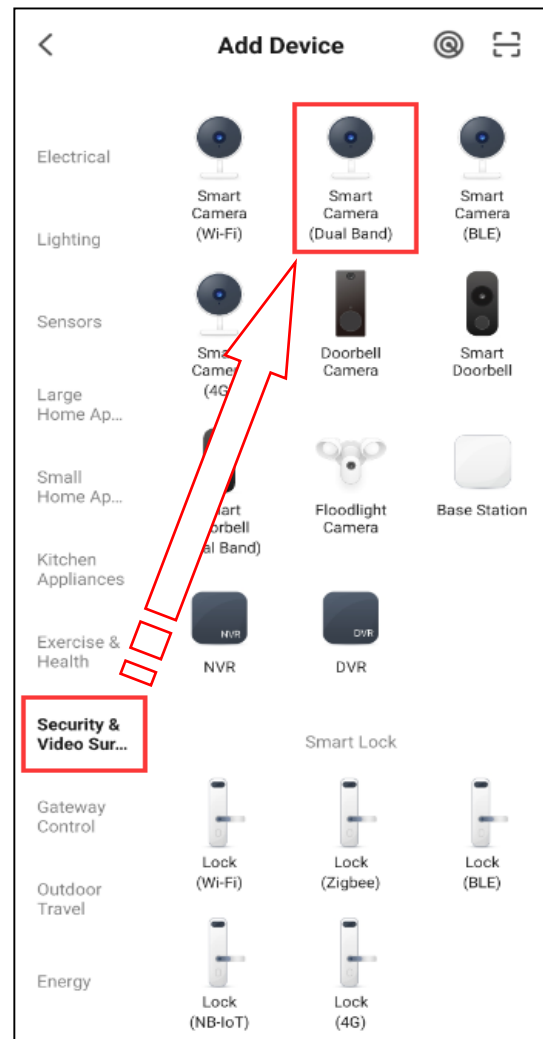 Add Device
Electrical
Lighting
Sensors
Large
Home Ap...
Small
Home Ap...
Kitchen
Appliances
Exercise &
Health
Security &
Video Sur...
Gateway
Control
Outdoor
Travel
Energy
Smart
Camera
(Wi-Fi)
Smart
Camera
(Dual Band)
Smart
Camera
(BLE)
(4G
Doorbell
Camera
Smart
Doorbell
Floodlight
Camera
Base Station
NVR
NVR
DVR
DVR
Smart Lock
Lock
(Wi-Fi)
Lock
(Zigbee)
Lock
(BLE)
Lock
(NB-IoT)
Lock
(4G)